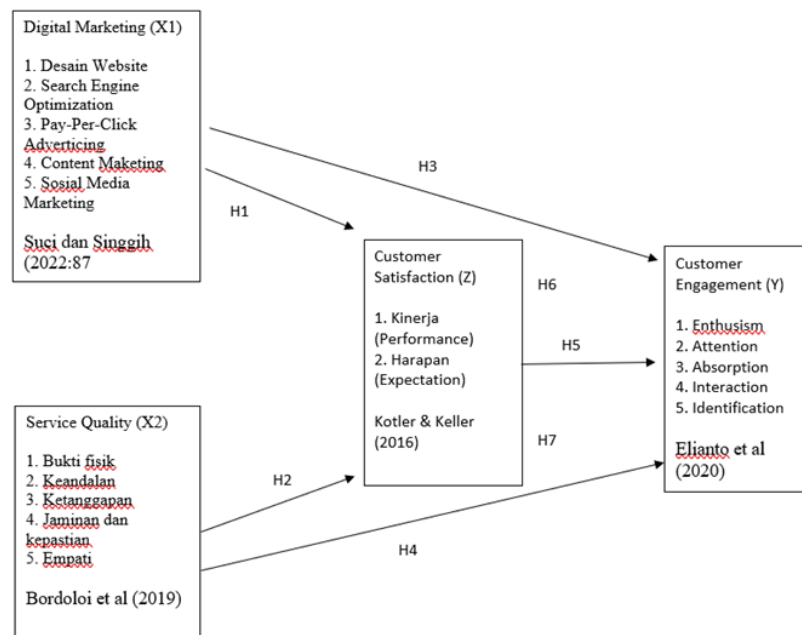 Digital Marketing (X1)
1. Desain Website
2. Search Engine
Optimization
3. Pay-Per-Click
Adverticing
4. Content Maketing
5. Sosial Media
Marketing
Suci dan Singgih
(2022:87
H3
H1
Customer
Satisfaction (Z)
1. Kinerja
(Performance)
2. Harapan
(Expectation)
Kotler & Keller
(2016)
H6
H5
H7
Customer
Engagement (Y)
1. Enthusism
2. Attention
3. Absorption
4. Interaction
5. Identification
Elianto et al
(2020)
Service Quality (X2)
1. Bukti fisik
2. Keandalan
3. Ketanggapan
4. Jaminan dan
kepastian
5. Empati
Bordoloi et al (2019)
H2
H4